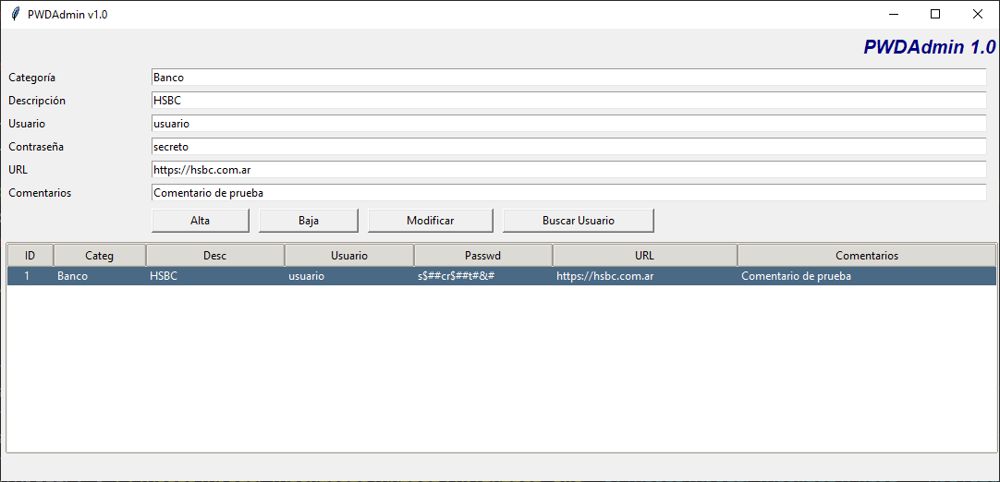 PWDAdmin v1.0
PWDAdmin 1.0
Categoría Banco
Descripción HSBC
Usuario usuario
Contraseña secreto
URL https://hsbc.com.ar
Comentarios Comentario de prueba
Alta Baja Modificar Buscar Usuario
ID Categ Desc Usuario Passwd URL Comentarios
1 Banco HSBC usuario s$##cr$##t#&# https://hsbc.com.ar Comentario de prueba